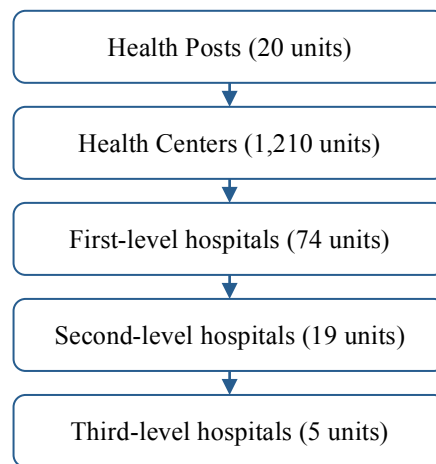 Health Posts (20 units)
Health Centers (1,210 units)
First-level hospitals (74 units)
Second-level hospitals (19 units)
Third-level hospitals (5 units)